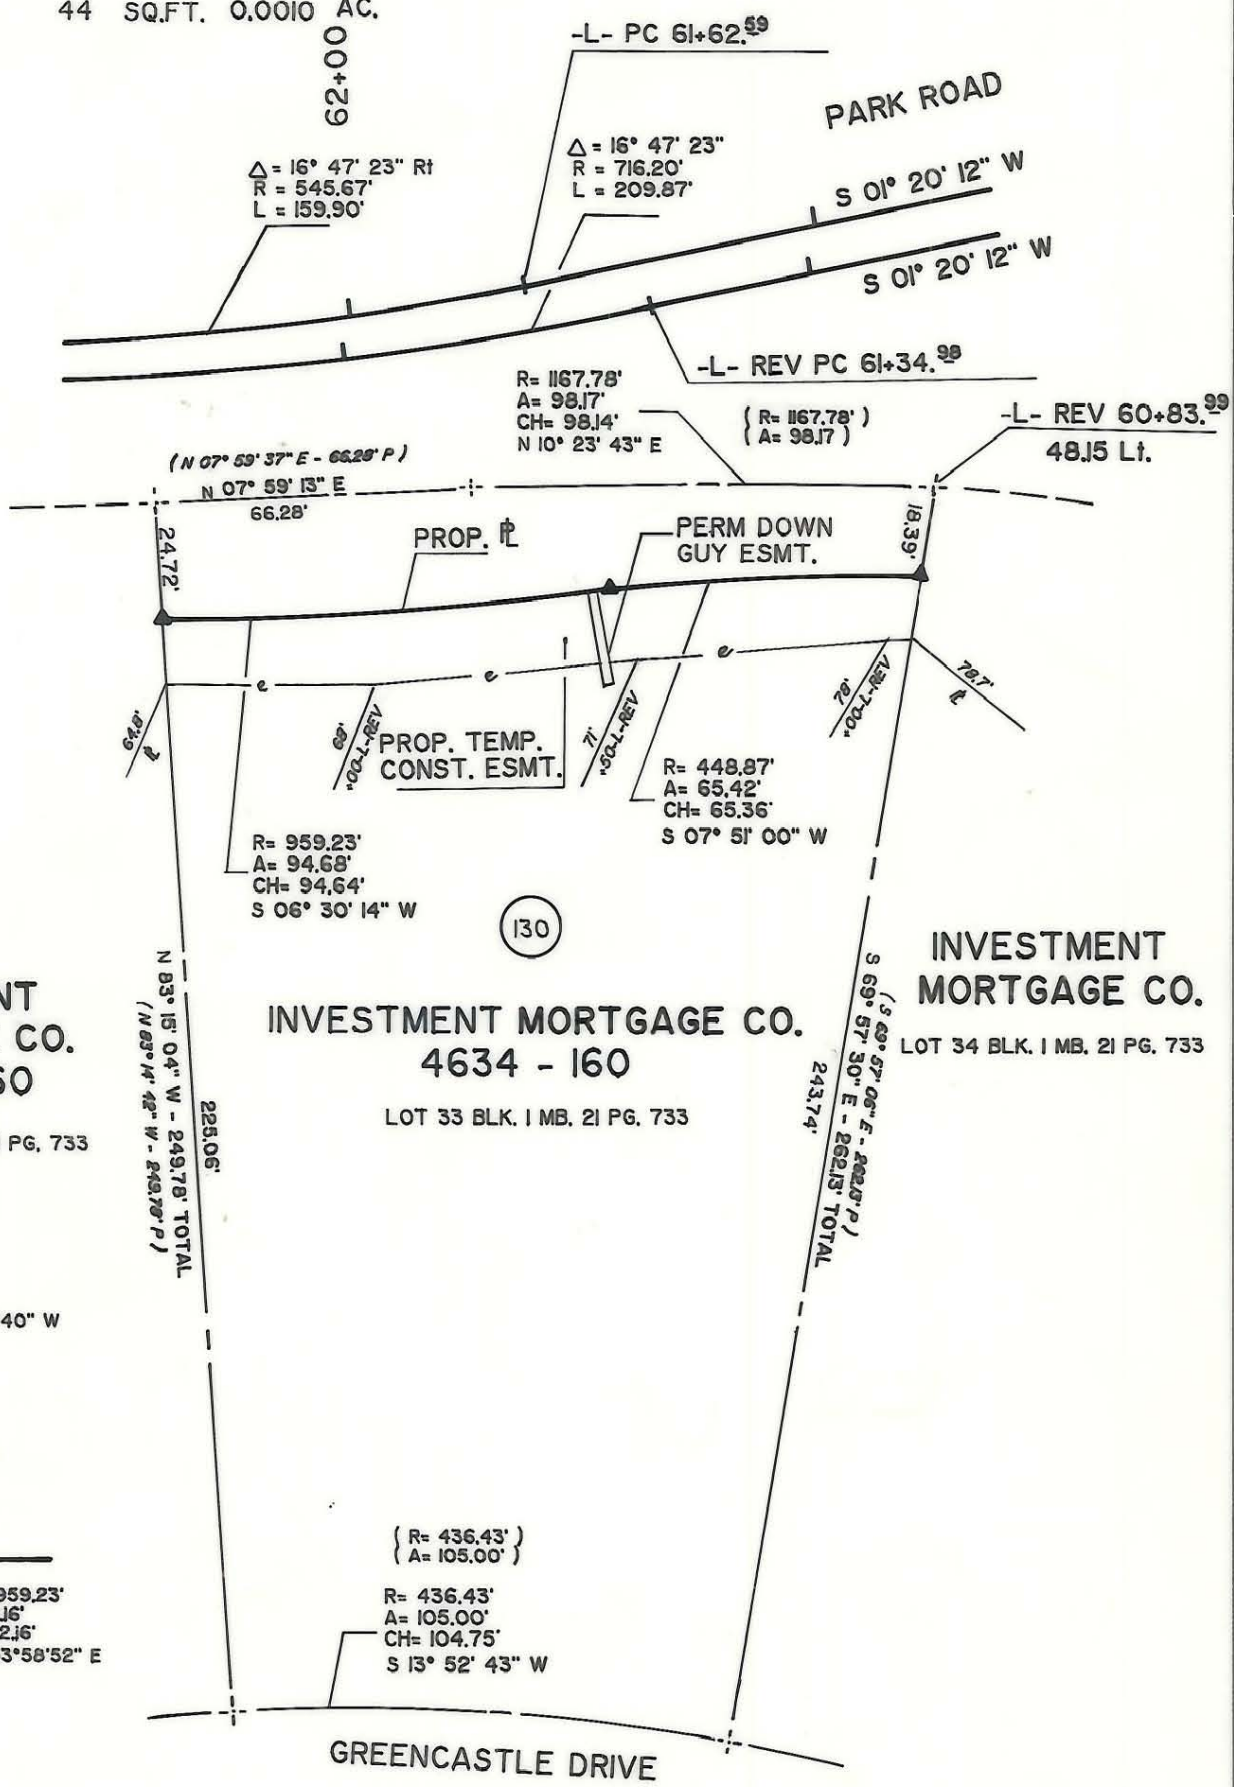 44 SQ.FT. 0.0010 AC.
62+00
-L- PC 61+62.59
PARK ROAD
Δ = 16° 47' 23" Rt
R = 545.67'
L = 159.90'
Δ = 16° 47' 23"
R = 716.20'
L = 209.87'
S 01° 20' 12" W
S 01° 20' 12" W
-L- REV PC 61+34.98
R= 1167.78'
A= 98.17'
CH= 98.14'
N 10° 23' 43" E
( R= 1167.78' )
( A= 98.17 )
-L- REV 60+83.99
48.15 Lt.
(N 07° 59' 37" E - 66.28' P)
N 07° 59' 13" E
66.28'
24.72'
18.39'
PROP. PL
PERM DOWN
GUY ESMT.
e
e
e
64.8'
68'
+00-L-REV
71'
+50-L-REV
78'
+00-L-REV
78.7'
PROP. TEMP.
CONST. ESMT.
R= 448.87'
A= 65.42'
CH= 65.36'
S 07° 51' 00" W
R= 959.23'
A= 94.68'
CH= 94.64'
S 06° 30' 14" W
130
INVESTMENT MORTGAGE CO.
4634 - 160
LOT 33 BLK. 1 MB. 21 PG. 733
INVESTMENT
MORTGAGE CO.
LOT 34 BLK. 1 MB. 21 PG. 733
NT
CO.
60
PG. 733
N 83° 15' 04" W - 249.78' TOTAL
(N 83° 14' 42" W - 249.78' P)
225.06'
S 69° 57' 30" E - 262.13' TOTAL
(S 69° 57' 06" E - 262.13' P)
243.74'
40" W
959.23'
.16'
2.16'
3°58'52" E
( R= 436.43' )
( A= 105.00' )
R= 436.43'
A= 105.00'
CH= 104.75'
S 13° 52' 43" W
GREENCASTLE DRIVE